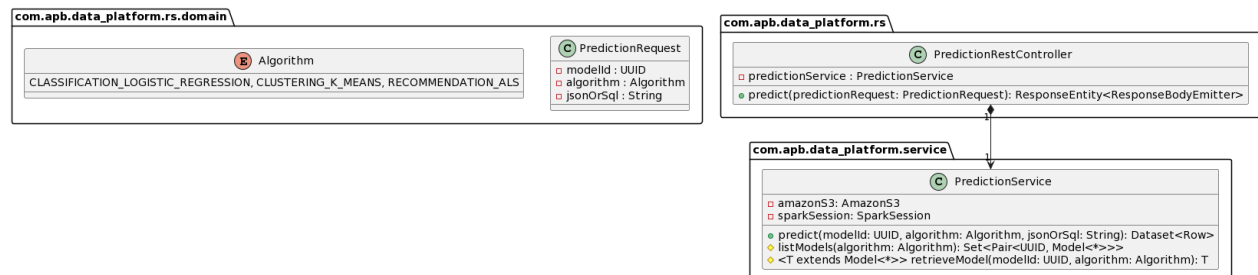 com.apb.data_platform.rs.domain
E Algorithm
CLASSIFICATION_LOGISTIC_REGRESSION, CLUSTERING_K_MEANS, RECOMMENDATION_ALS
C PredictionRequest
modelId : UUID
algorithm : Algorithm
jsonOrSql : String
com.apb.data_platform.rs
C PredictionRestController
predictionService : PredictionService
predict(predictionRequest: PredictionRequest): ResponseEntity<ResponseBodyEmitter>
1
1
com.apb.data_platform.service
C PredictionService
amazonS3: AmazonS3
sparkSession: SparkSession
predict(modelId: UUID, algorithm: Algorithm, jsonOrSql: String): Dataset<Row>
listModels(algorithm: Algorithm): Set<Pair<UUID, Model<*>>>
<T extends Model<*>> retrieveModel(modelId: UUID, algorithm: Algorithm): T